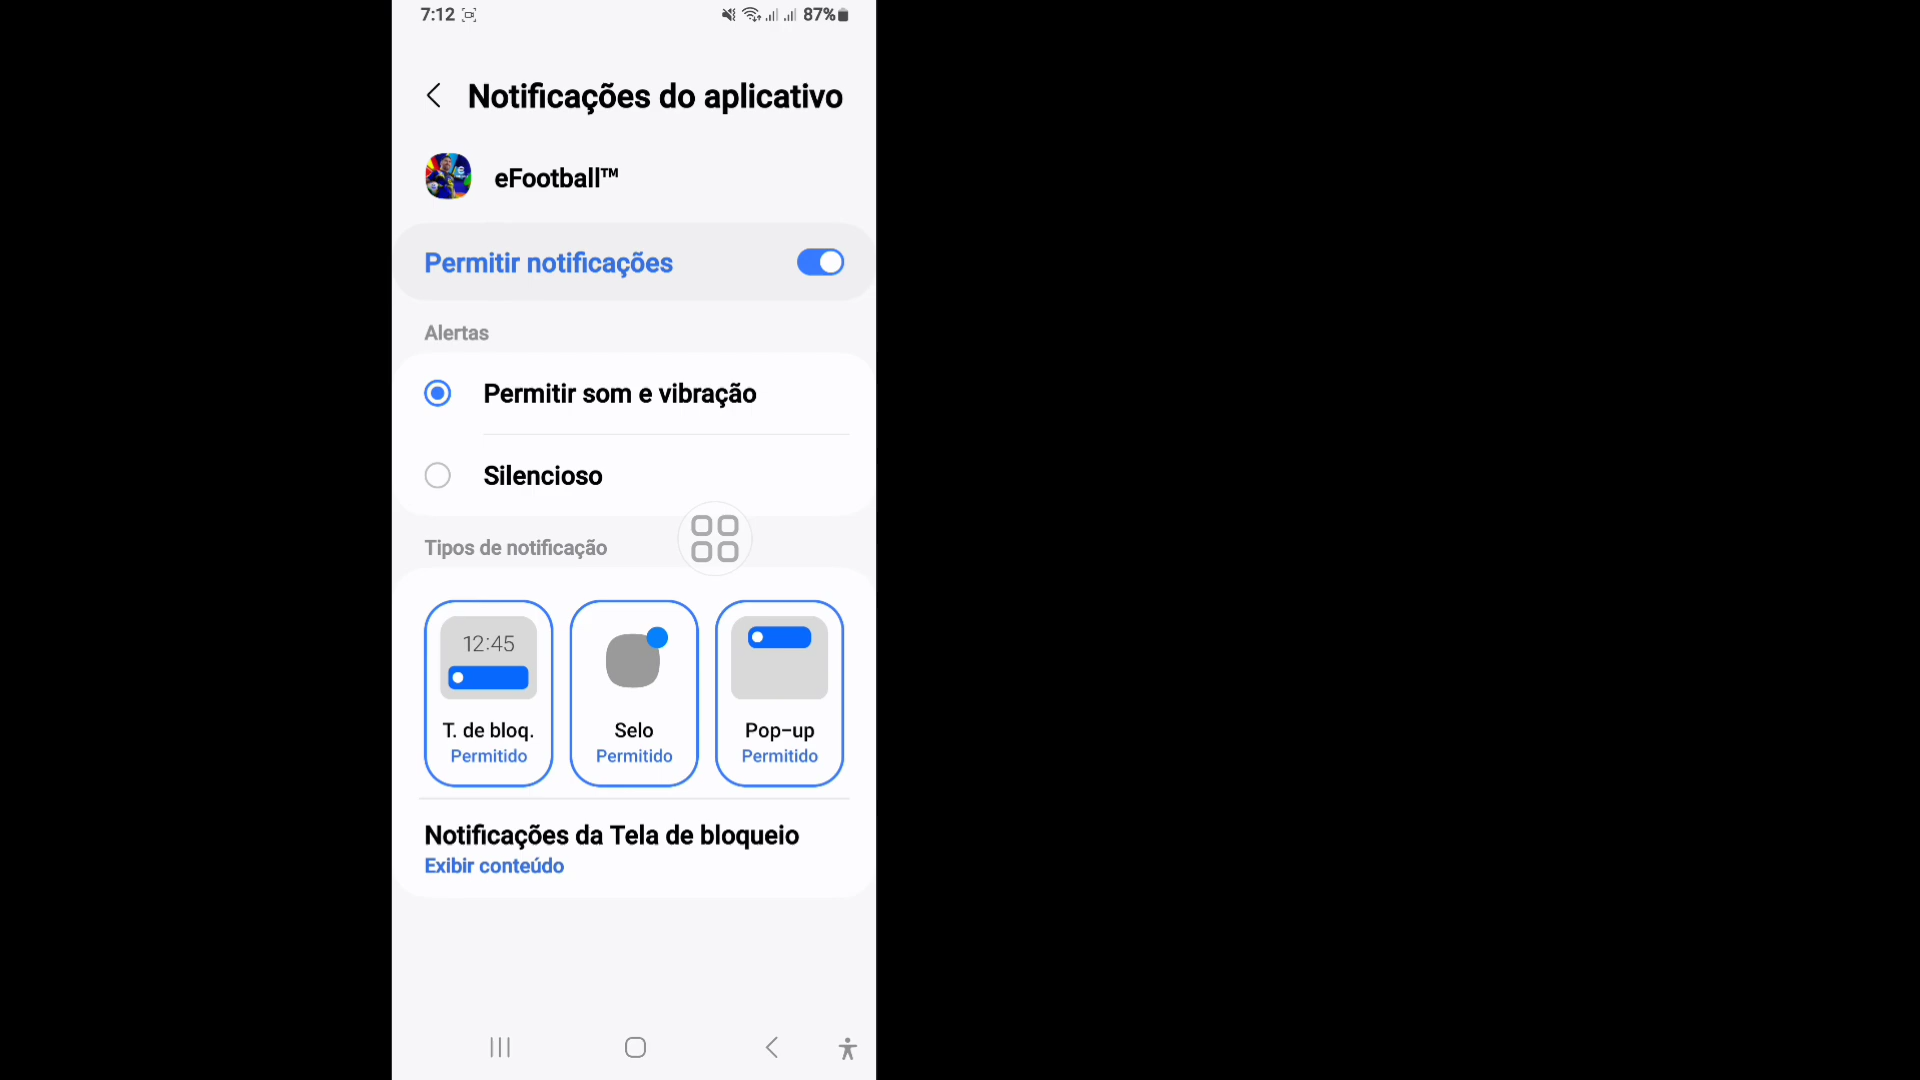 7:12 87%
Notificações do aplicativo
eFootball™
Permitir notificações
Alertas
Permitir som e vibração
Silencioso
Tipos de notificação
12:45
T. de bloq. Selo Pop-up
Permitido Permitido Permitido
Notificações da Tela de bloqueio
Exibir conteúdo